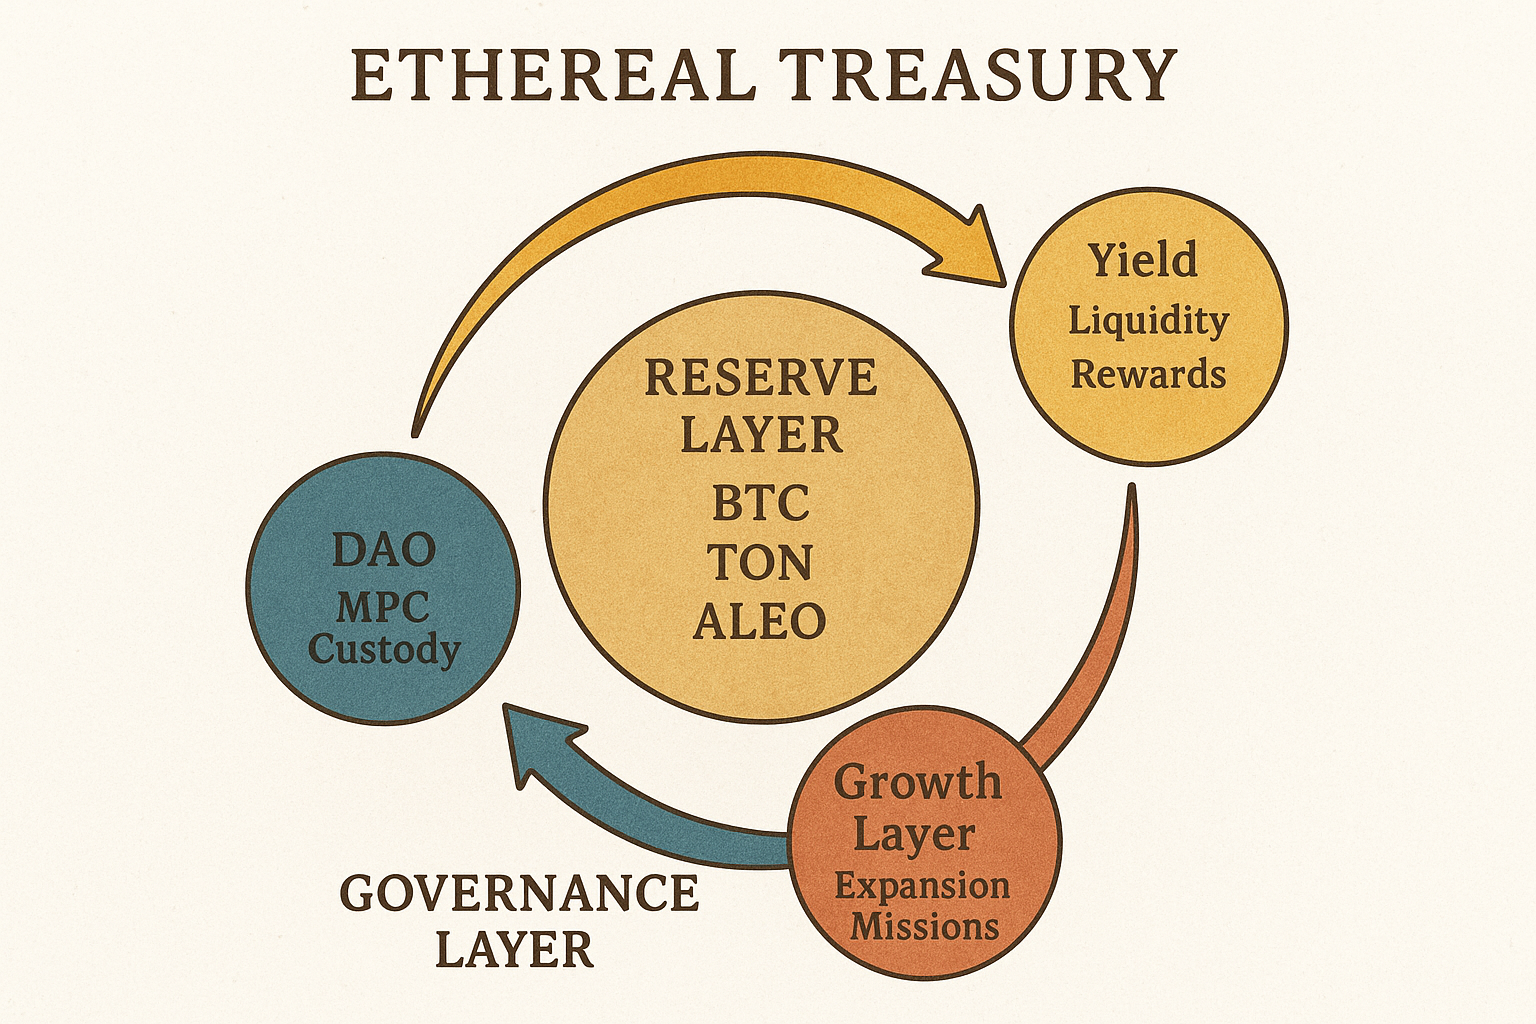 ETHEREAL TREASURY
Yield
Liquidity
Rewards
RESERVE
LAYER
BTC
TON
ALEO
DAO
MPC
Custody
Growth
Layer
Expansion
Missions
GOVERNANCE
LAYER